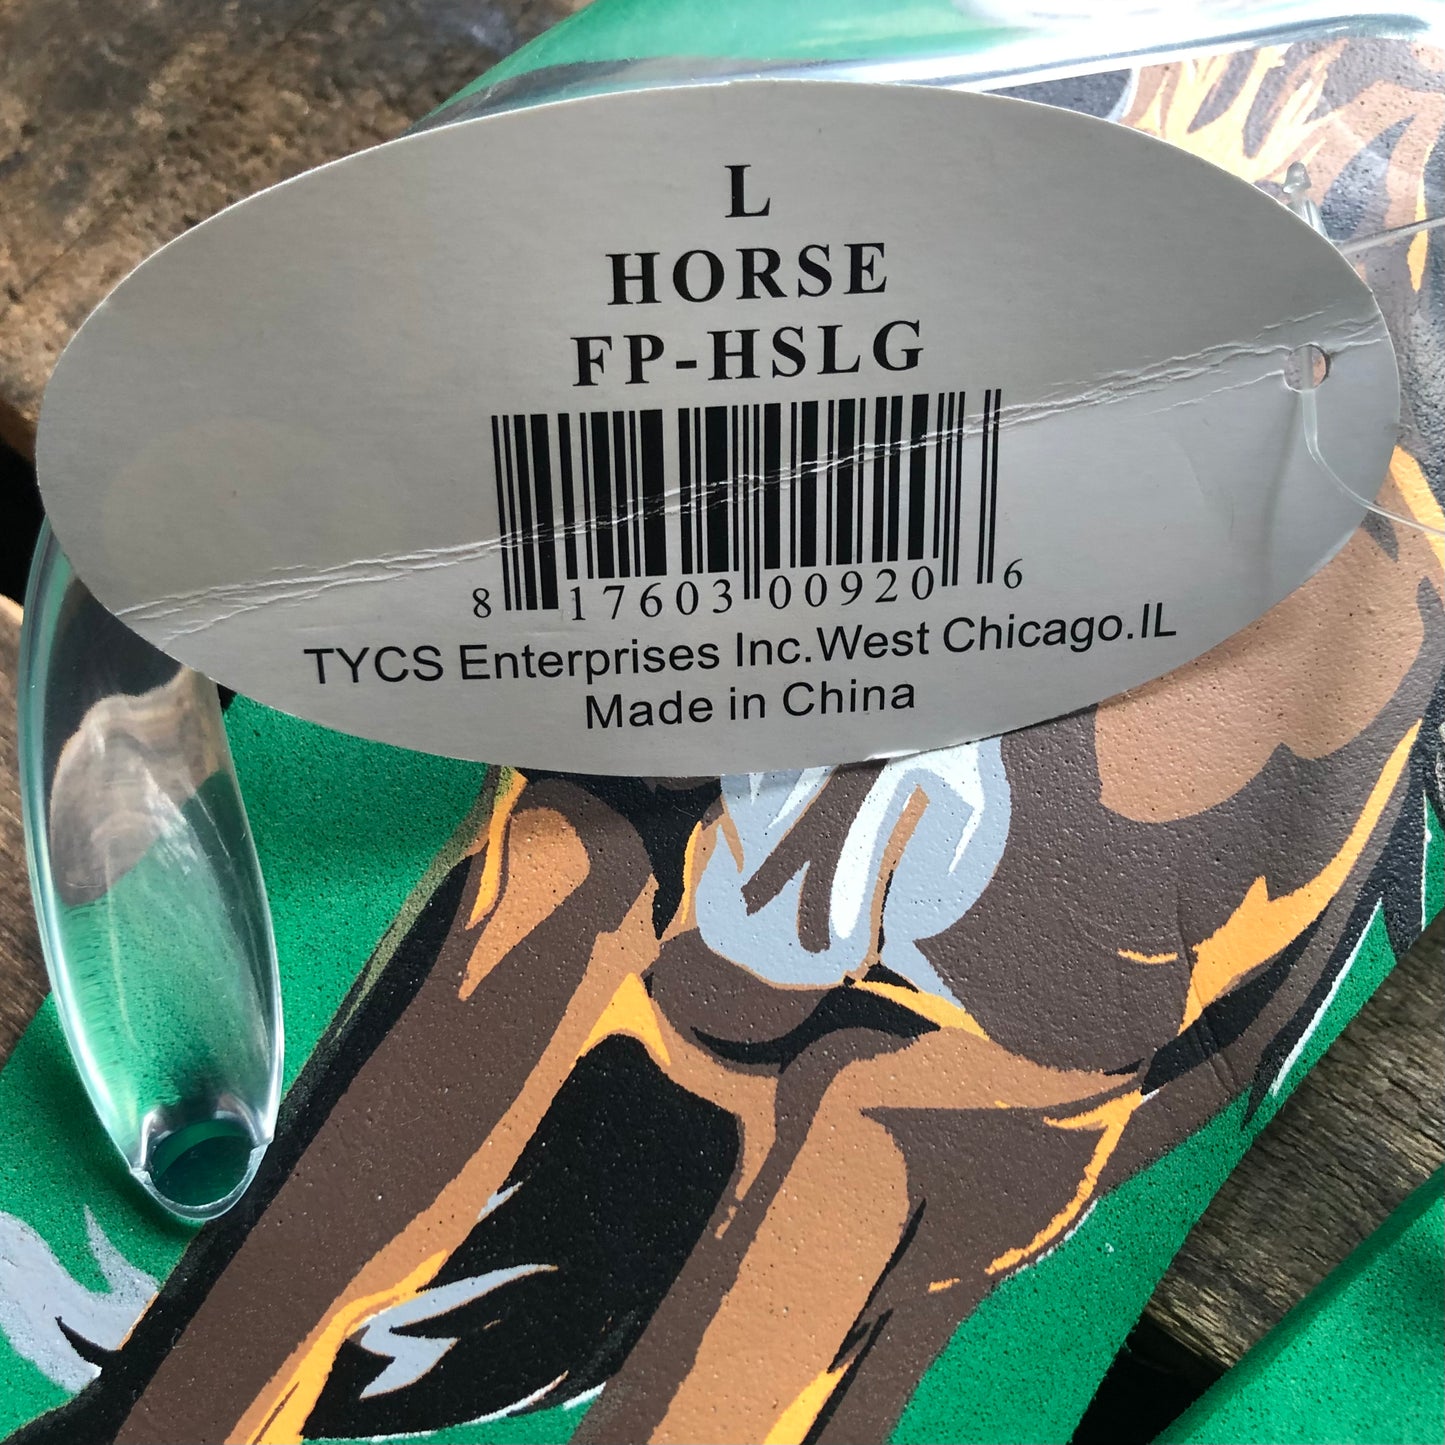 L
HORSE
FP-HSLG
8 17603 00920 6
TYCS Enterprises Inc.West Chicago.IL
Made in China